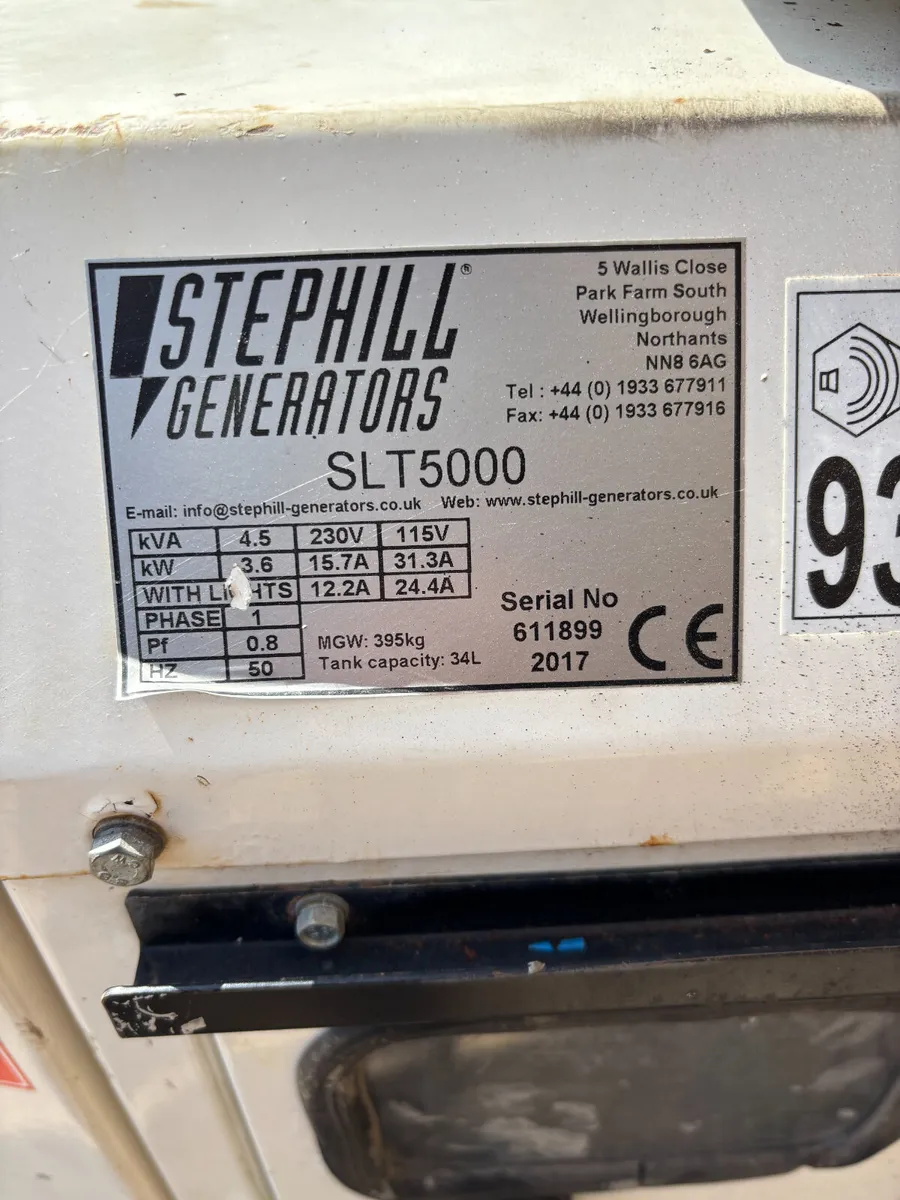 STEPHILL®
GENERATORS
5 Wallis Close
Park Farm South
Wellingborough
Northants
NN8 6AG
Tel : +44 (0) 1933 677911
Fax: +44 (0) 1933 677916
SLT5000
E-mail: info@stephill-generators.co.uk Web: www.stephill-generators.co.uk
kVA 4.5 230V 115V
kW 3.6 15.7A 31.3A
WITH LIGHTS 12.2A 24.4A
PHASE 1
Pf 0.8
HZ 50
MGW: 395kg
Tank capacity: 34L
Serial No
611899
2017
CE
93